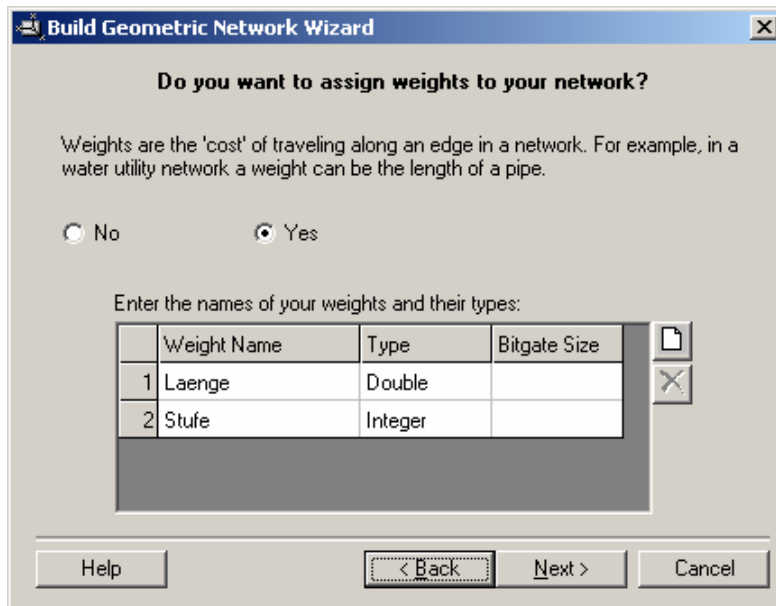 Build Geometric Network Wizard
Do you want to assign weights to your network?
Weights are the 'cost' of traveling along an edge in a network. For example, in a
water utility network a weight can be the length of a pipe.
No Yes
Enter the names of your weights and their types:
Weight Name Type Bitgate Size
1 Laenge Double
2 Stufe Integer
Help < Back Next > Cancel